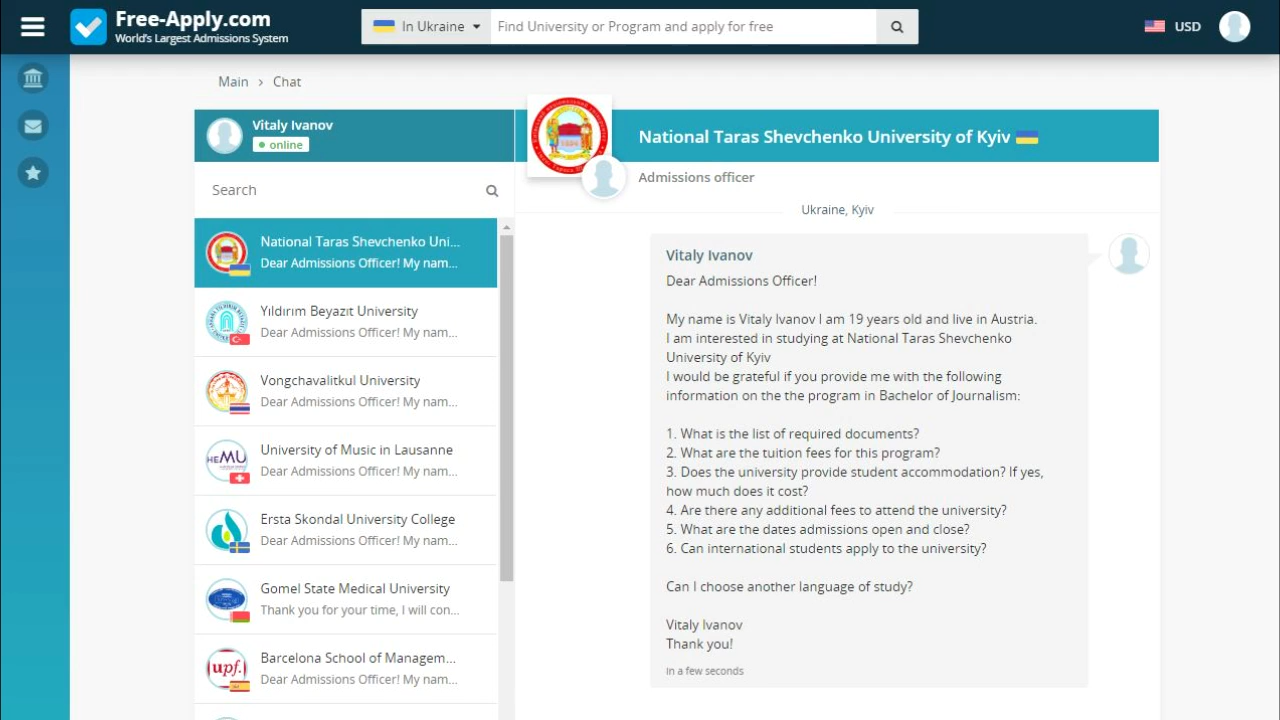 Free-Apply.com
World's Largest Admissions System
In Ukraine
Find University or Program and apply for free
USD
Main > Chat
Vitaly Ivanov
online
Search
National Taras Shevchenko Uni...
Dear Admissions Officer! My nam...
Yıldırım Beyazıt University
Dear Admissions Officer! My nam...
Vongchavalitkul University
Dear Admissions Officer! My nam...
HEMU
University of Music in Lausanne
Dear Admissions Officer! My nam...
Ersta Skondal University College
Dear Admissions Officer! My nam...
Gomel State Medical University
Thank you for your time, I will con...
upf.
Barcelona School of Managem...
Dear Admissions Officer! My nam...
National Taras Shevchenko University of Kyiv
Admissions officer
Ukraine, Kyiv
Vitaly Ivanov
Dear Admissions Officer!
My name is Vitaly Ivanov I am 19 years old and live in Austria.
I am interested in studying at National Taras Shevchenko
University of Kyiv
I would be grateful if you provide me with the following
information on the the program in Bachelor of Journalism:
1. What is the list of required documents?
2. What are the tuition fees for this program?
3. Does the university provide student accommodation? If yes,
how much does it cost?
4. Are there any additional fees to attend the university?
5. What are the dates admissions open and close?
6. Can international students apply to the university?
Can I choose another language of study?
Vitaly Ivanov
Thank you!
in a few seconds